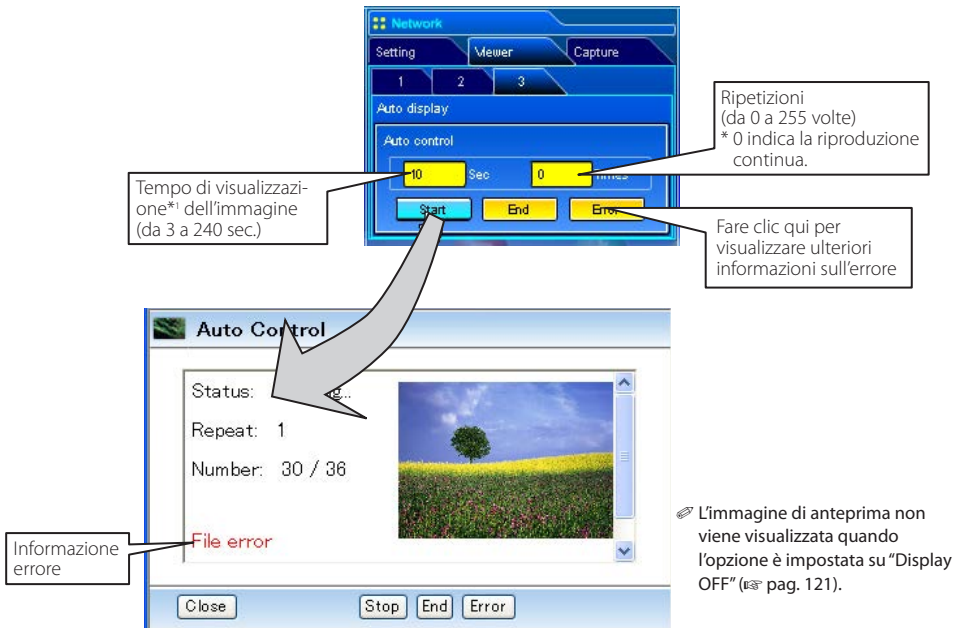 Network
Setting Viewer Capture
1 2 3
Auto display
Auto control
10 Sec 0 Times
Start End Error
Ripetizioni
(da 0 a 255 volte)
* 0 indica la riproduzione
continua.
Tempo di visualizzazi-
one*¹ dell'immagine
(da 3 a 240 sec.)
Fare clic qui per
visualizzare ulteriori
informazioni sull'errore
Auto Control
Status:
Repeat: 1
Number: 30 / 36
File error
Informazione
errore
Close Stop End Error
✐ L'immagine di anteprima non
viene visualizzata quando
l'opzione è impostata su "Display
OFF" (☞ pag. 121).